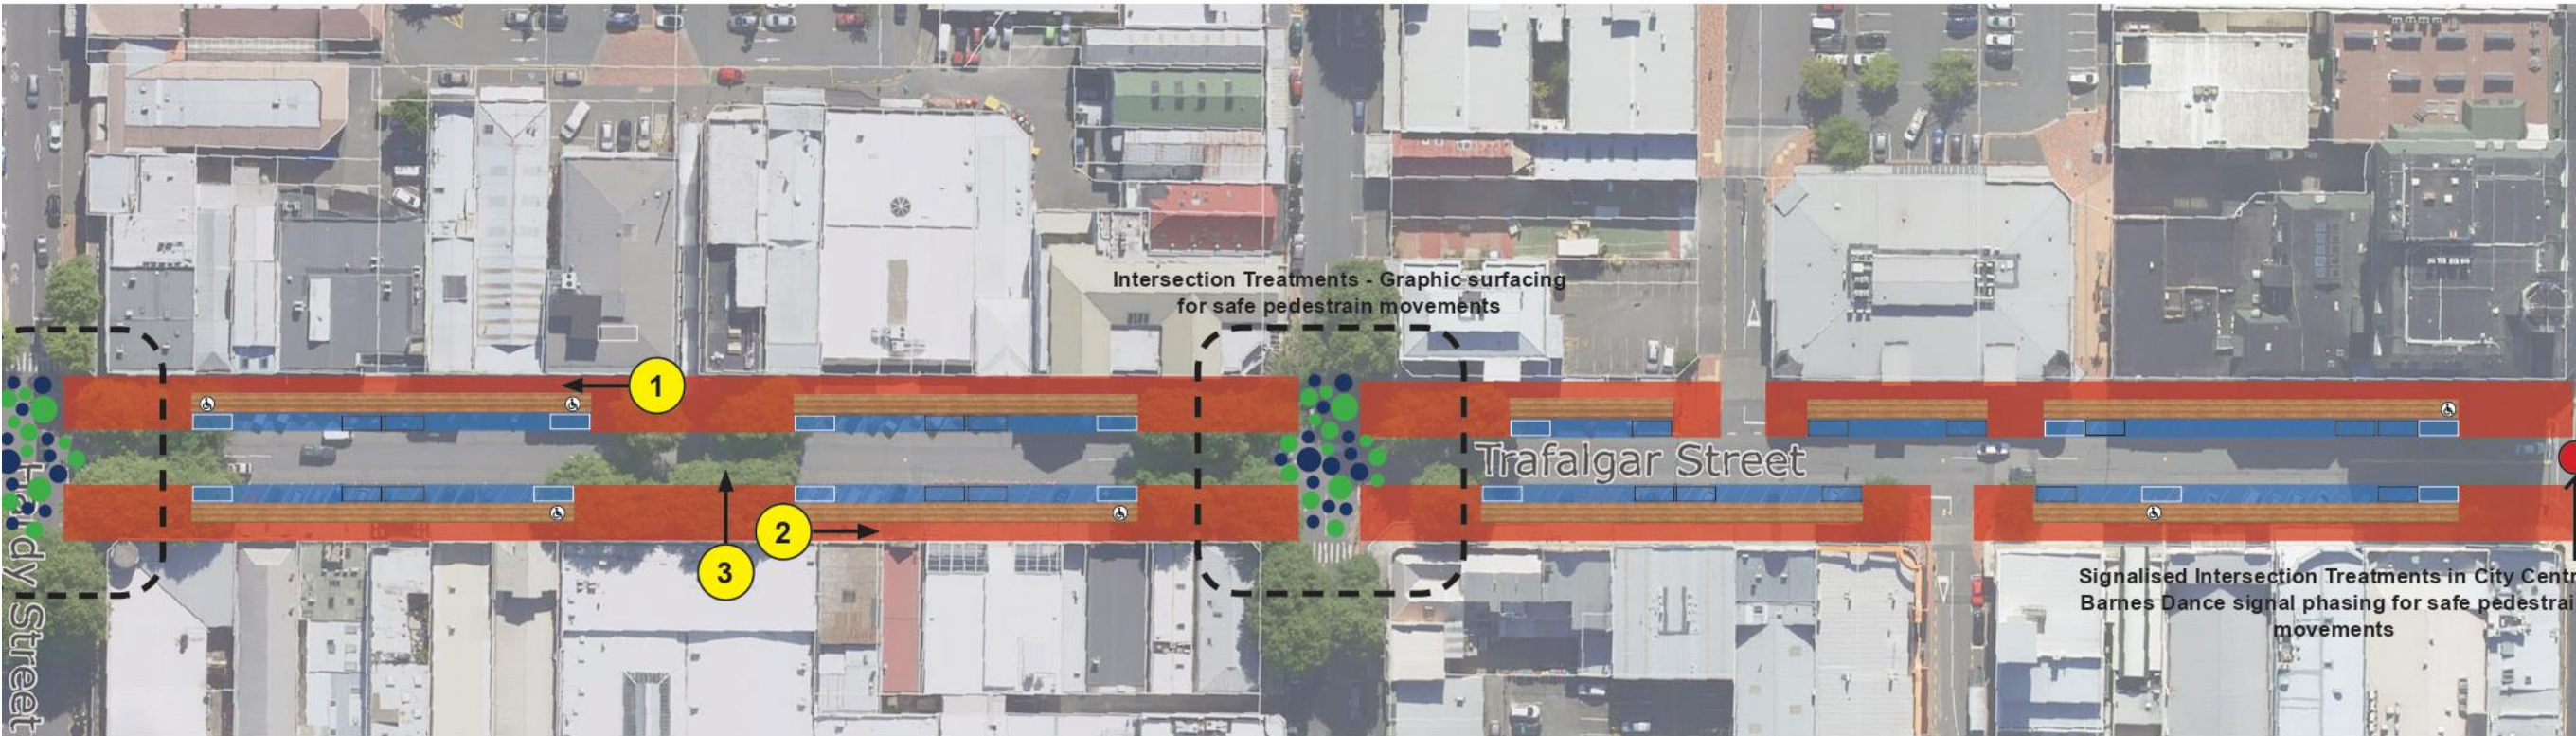 Intersection Treatments - Graphic surfacing
for safe pedestrain movements
1
2
3
Trafalgar Street
Hardy Street
Signalised Intersection Treatments in City Centr
Barnes Dance signal phasing for safe pedestrai
movements